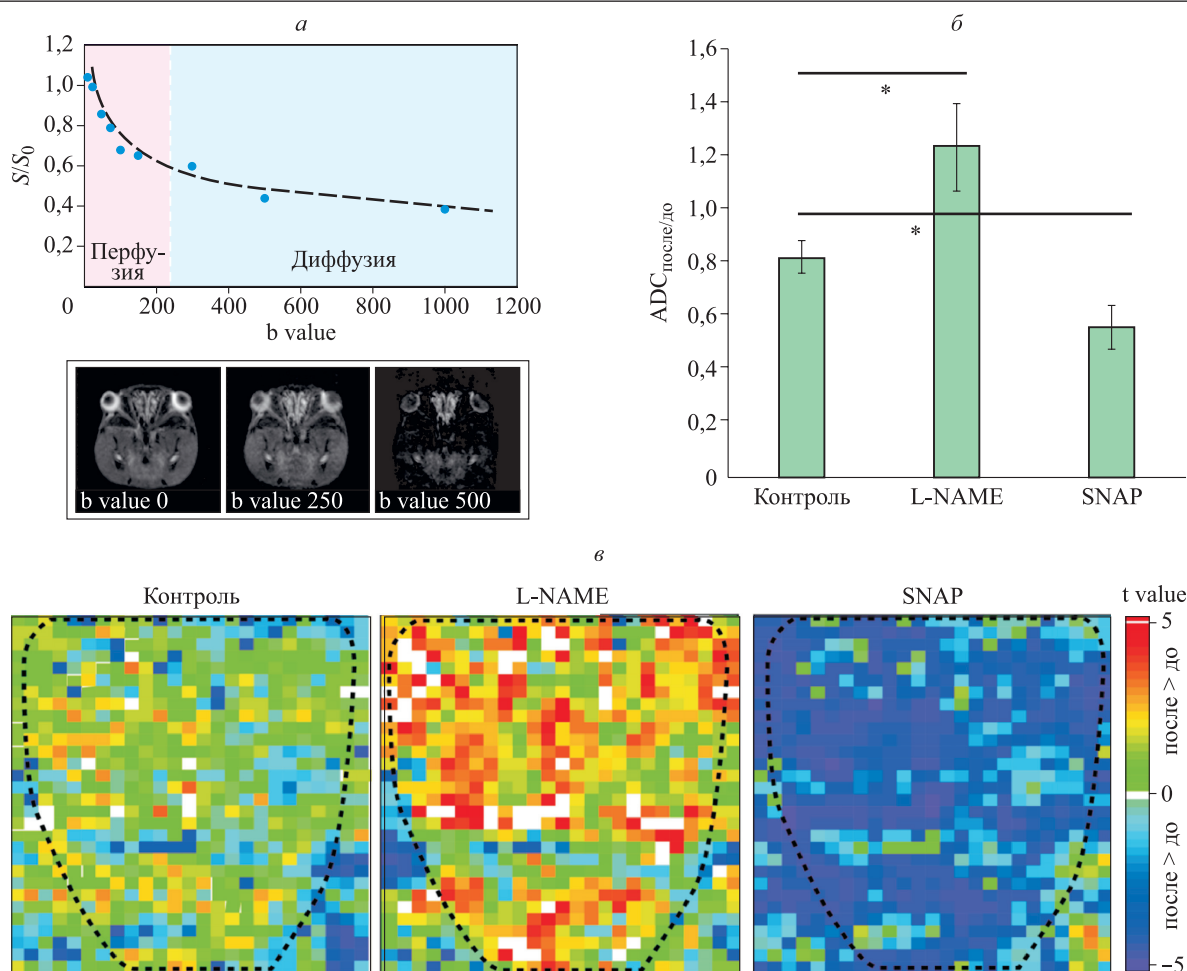 а
1,2
1,0
0,8
0,6
0,4
0,2
S/S0
Перфу-
зия
Диффузия
0 200 400 600 800 1000 1200
b value
b value 0
b value 250
b value 500
б
1,6
1,4
1,2
1,0
0,8
0,6
0,4
0,2
0
ADCпосле/до
*
*
Контроль L-NAME SNAP
в
Контроль
L-NAME
SNAP
t value
5
после > до
0
после > до
–5